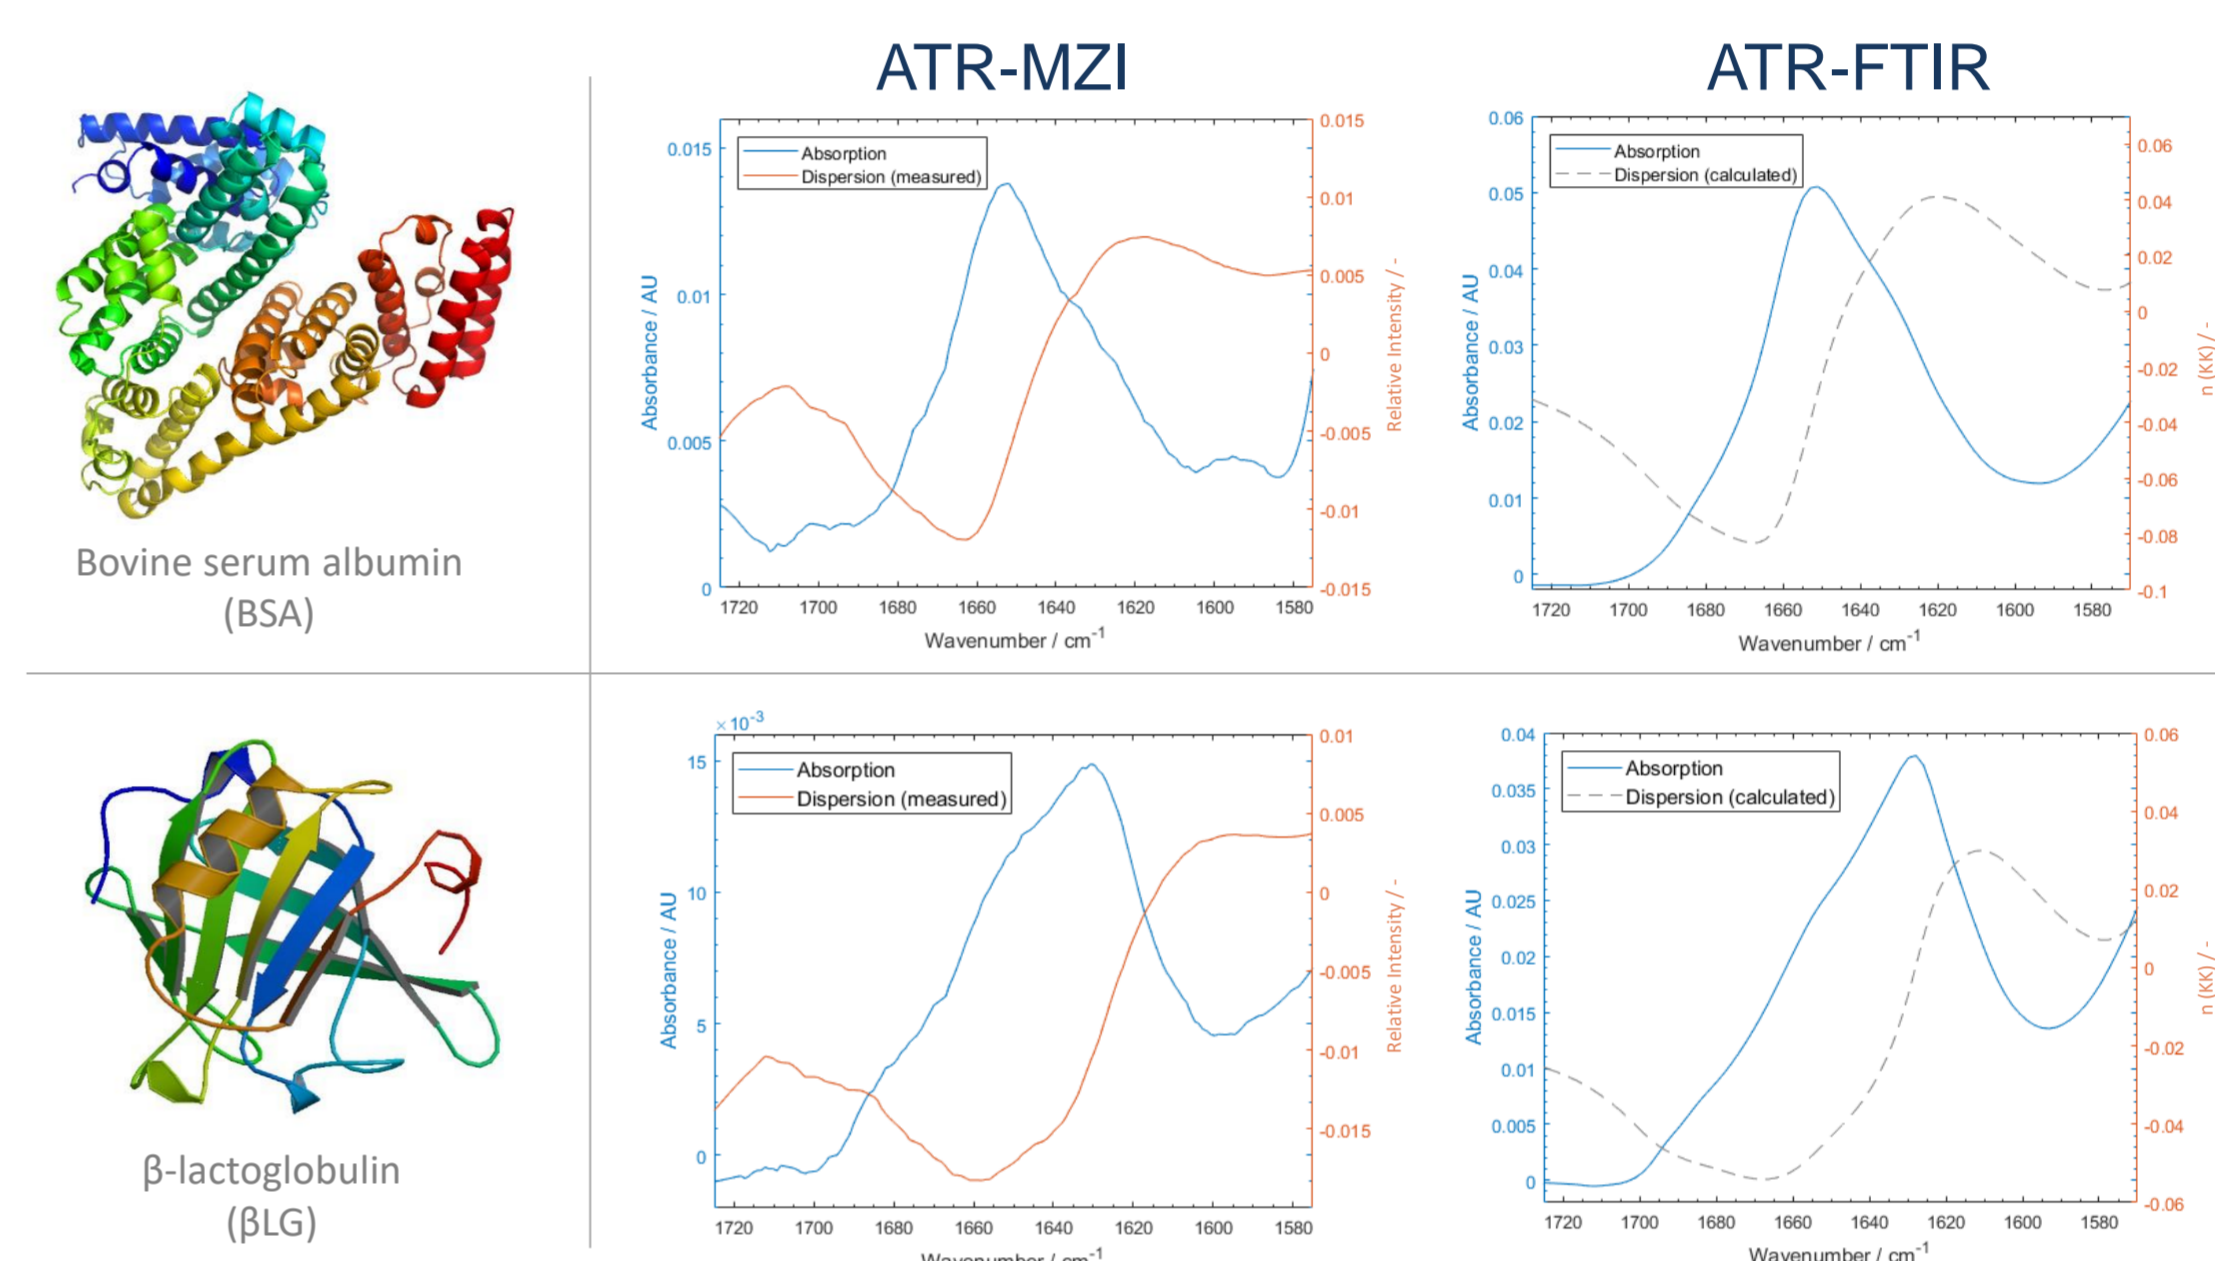 ATR-MZI
ATR-FTIR
Bovine serum albumin
(BSA)
Absorption
Dispersion (measured)
0.015
0.01
0.005
0
Absorbance / AU
0.015
0.01
0.005
0
-0.005
-0.01
-0.015
Relative Intensity / -
1720 1700 1680 1660 1640 1620 1600 1580
Wavenumber / cm⁻¹
Absorption
Dispersion (calculated)
0.06
0.05
0.04
0.03
0.02
0.01
0
Absorbance / AU
0.06
0.04
0.02
0
-0.02
-0.04
-0.06
-0.08
-0.1
n (KK) / -
1720 1700 1680 1660 1640 1620 1600 1580
Wavenumber / cm⁻¹
β-lactoglobulin
(βLG)
×10⁻³
Absorption
Dispersion (measured)
15
10
5
0
Absorbance / AU
0.01
0.005
0
-0.005
-0.01
-0.015
Relative Intensity / -
1720 1700 1680 1660 1640 1620 1600 1580
Wavenumber / cm⁻¹
Absorption
Dispersion (calculated)
0.04
0.035
0.03
0.025
0.02
0.015
0.01
0.005
0
Absorbance / AU
0.06
0.04
0.02
0
-0.02
-0.04
-0.06
n (KK) / -
1720 1700 1680 1660 1640 1620 1600 1580
Wavenumber / cm⁻¹